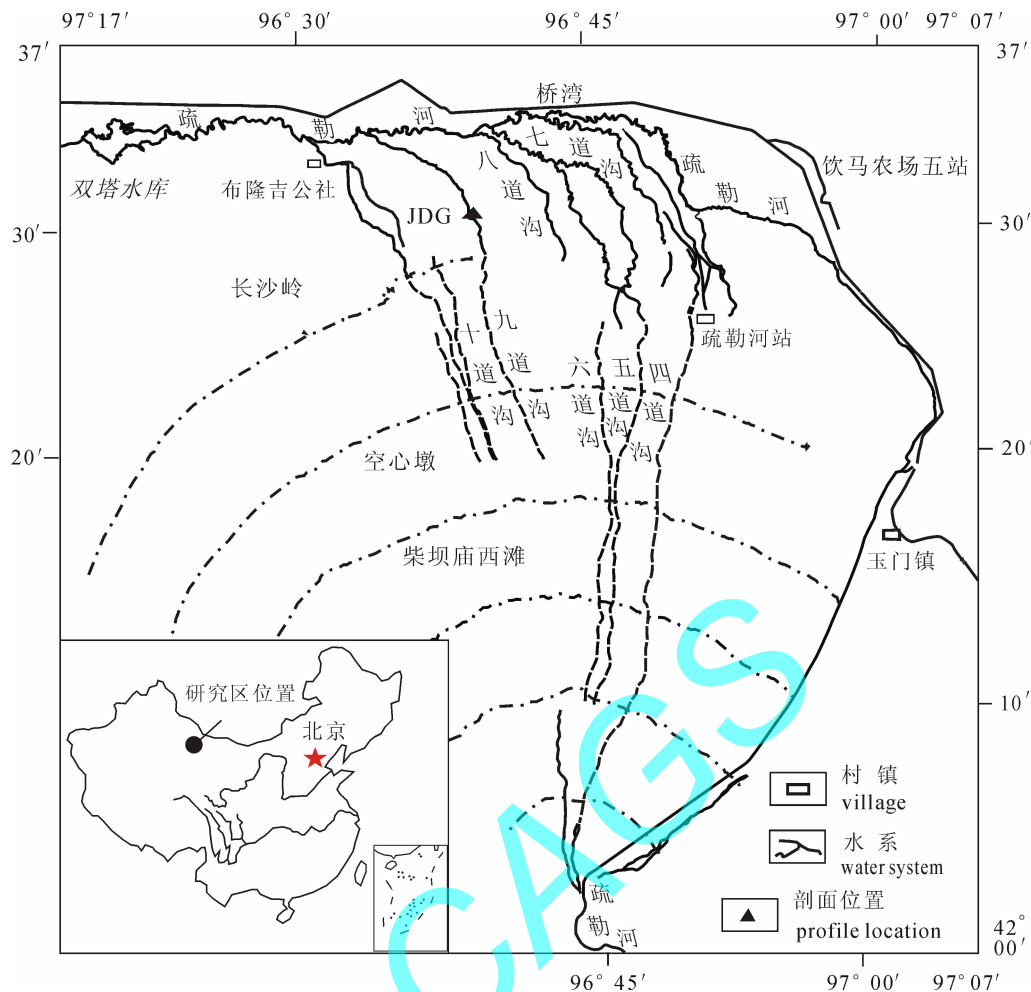 97°17′ 96°30′ 96°45′ 97°00′ 97°07′
37′ 37′
桥湾
疏勒河
七道沟
八道沟
疏勒河
饮马农场五站
双塔水库
布隆吉公社
JDG
30′ 30′
长沙岭
九道沟
十道沟
疏勒河站
六道沟
五道沟
四道沟
20′ 20′
空心墩
柴坝庙西滩
玉门镇
研究区位置
北京
10′
村镇
village
水系
water system
剖面位置
profile location
疏勒河
42°00′
96°45′ 97°00′ 97°07′
CAGS